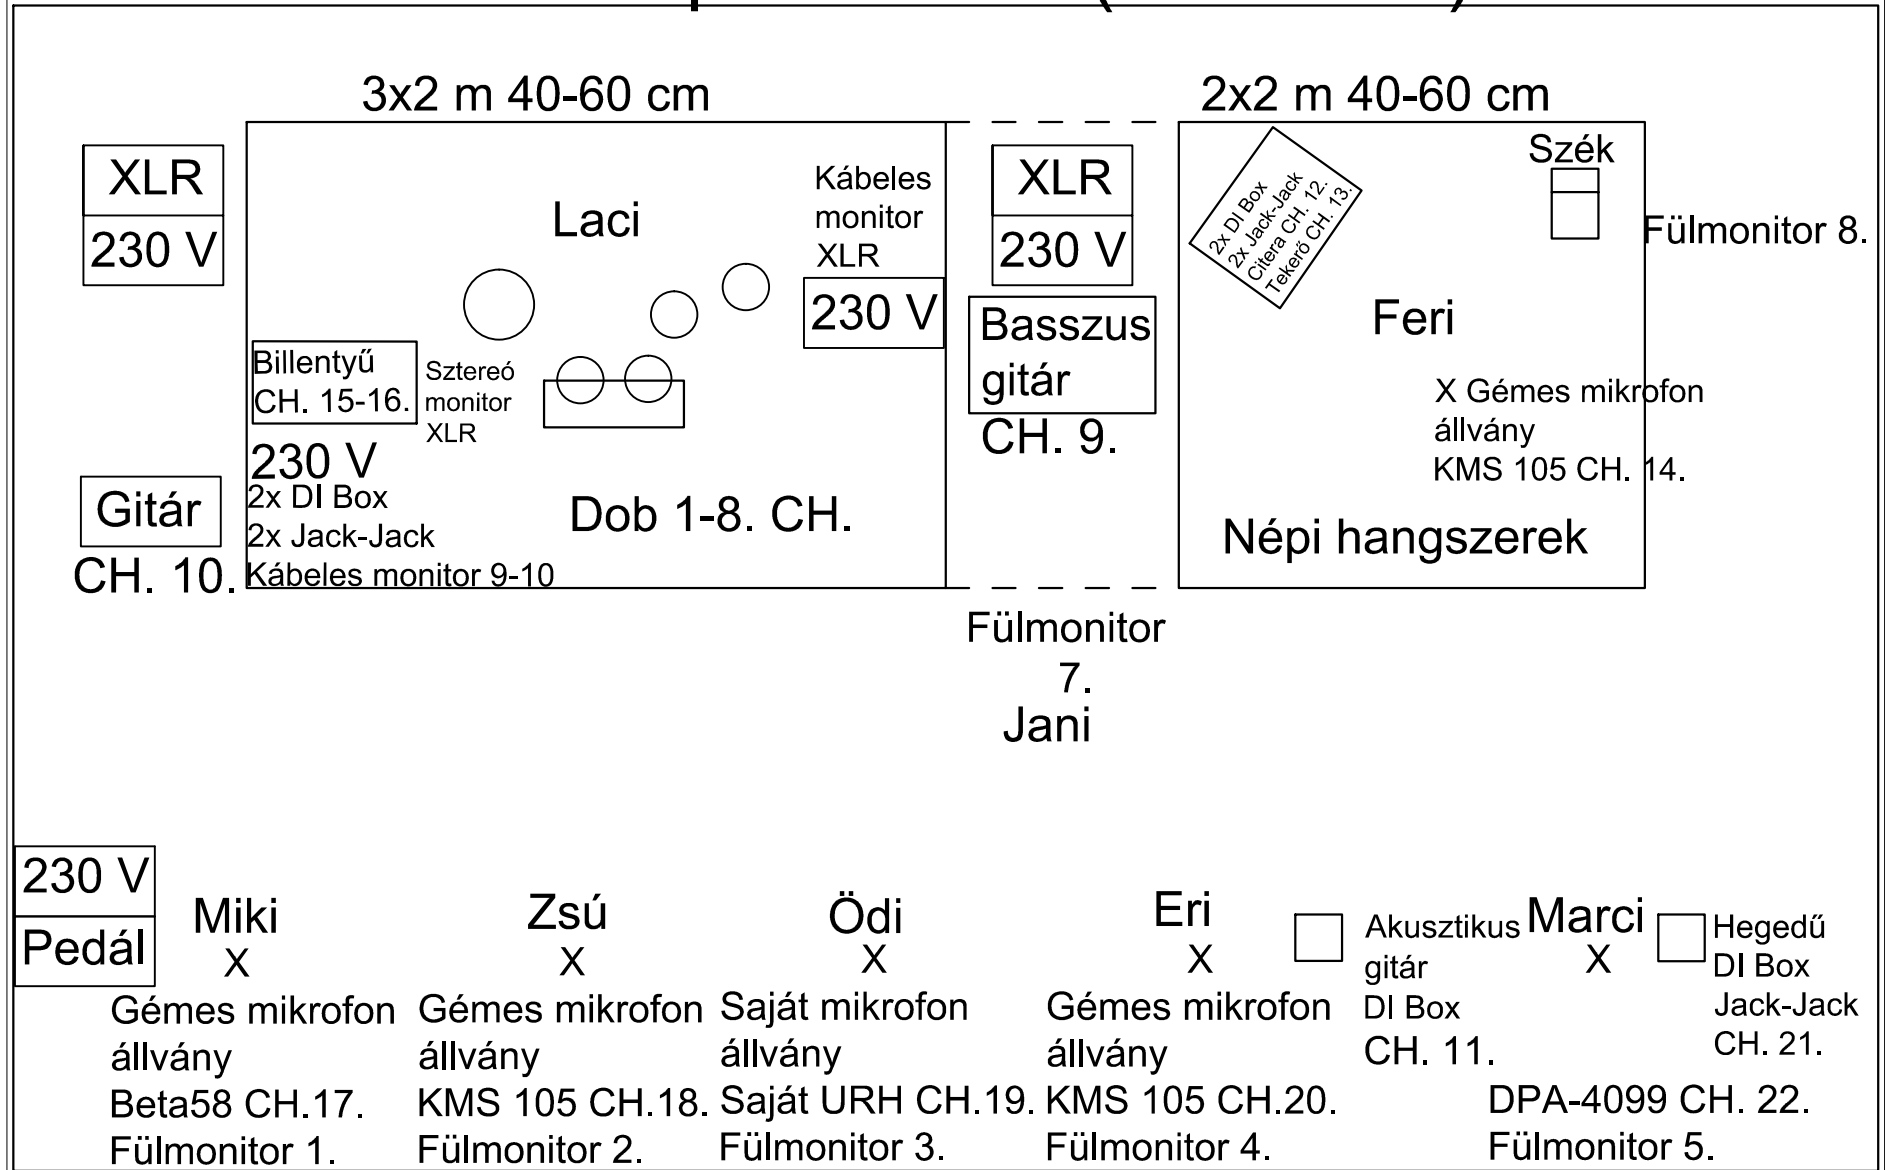 3x2 m 40-60 cm
2x2 m 40-60 cm
XLR
230 V
Laci
Kábeles
monitor
XLR
230 V
XLR
230 V
2x DI Box
2x Jack-Jack
Citera CH. 12.
Tekerő CH. 13.
Szék
Fülmonitor 8.
Feri
Billentyű
CH. 15-16.
Sztereó
monitor
XLR
230 V
2x DI Box
2x Jack-Jack
Kábeles monitor 9-10
Dob 1-8. CH.
Basszus
gitár
CH. 9.
X Gémes mikrofon
állvány
KMS 105 CH. 14.
Népi hangszerek
Gitár
CH. 10.
Fülmonitor
7.
Jani
230 V
Pedál
Miki
X
Gémes mikrofon
állvány
Beta58 CH.17.
Fülmonitor 1.
Zsú
X
Gémes mikrofon
állvány
KMS 105 CH.18.
Fülmonitor 2.
Ödi
X
Saját mikrofon
állvány
Saját URH CH.19.
Fülmonitor 3.
Eri
X
Gémes mikrofon
állvány
KMS 105 CH.20.
Fülmonitor 4.
Akusztikus
gitár
DI Box
CH. 11.
Marci
X
Hegedű
DI Box
Jack-Jack
CH. 21.
DPA-4099 CH. 22.
Fülmonitor 5.